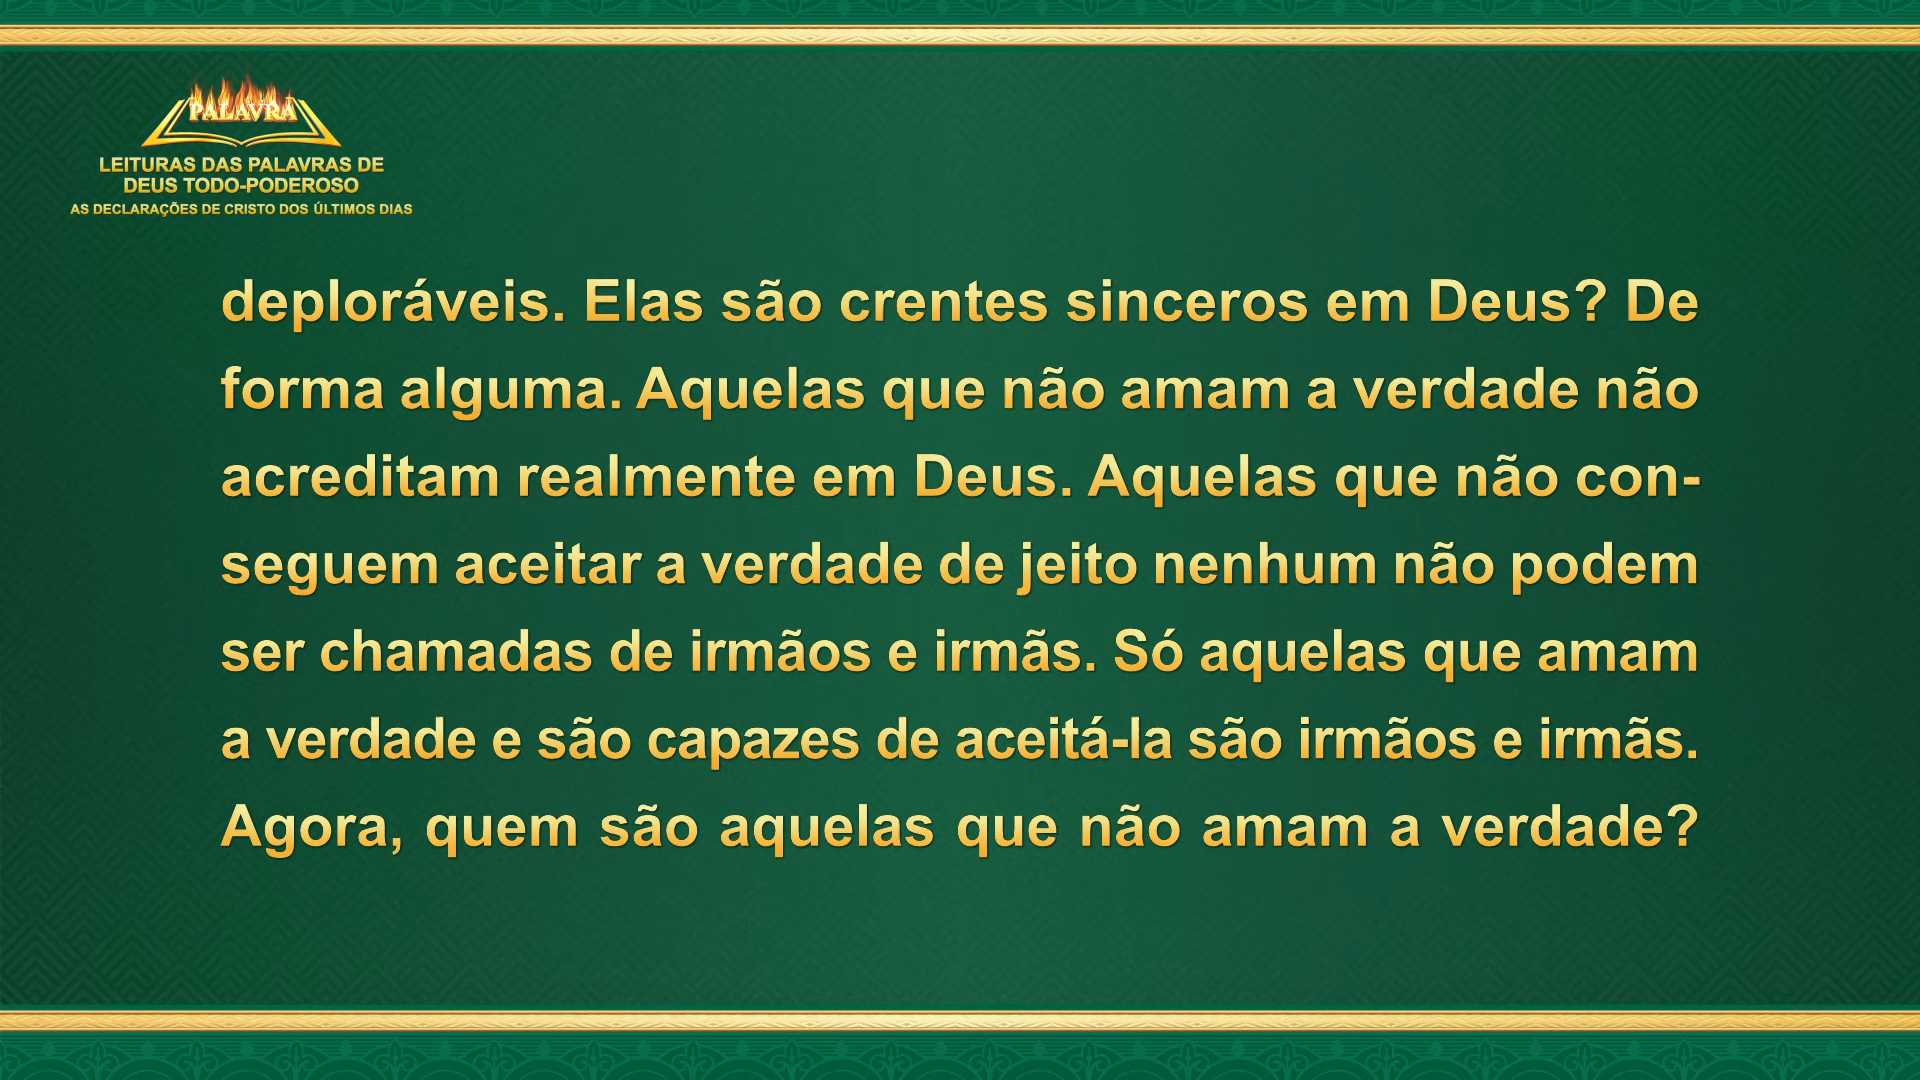 PALAVRA
LEITURAS DAS PALAVRAS DE
DEUS TODO-PODEROSO
AS DECLARAÇÕES DE CRISTO DOS ÚLTIMOS DIAS
deploráveis. Elas são crentes sinceros em Deus? De
forma alguma. Aquelas que não amam a verdade não
acreditam realmente em Deus. Aquelas que não con-
seguem aceitar a verdade de jeito nenhum não podem
ser chamadas de irmãos e irmãs. Só aquelas que amam
a verdade e são capazes de aceitá-la são irmãos e irmãs.
Agora, quem são aquelas que não amam a verdade?